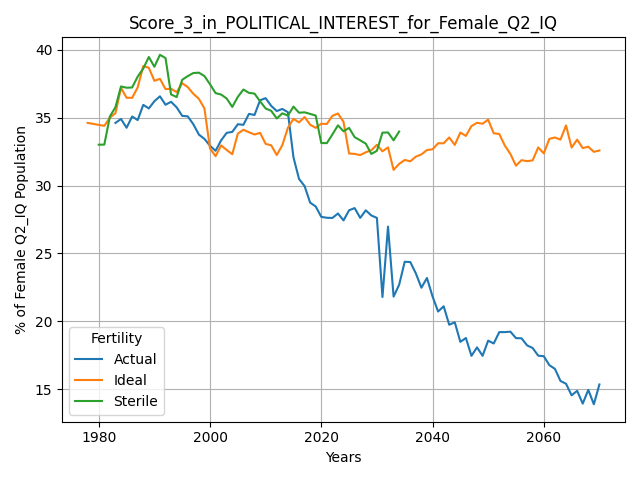 Score_3_in_POLITICAL_INTEREST_for_Female_Q2_IQ
% of Female Q2_IQ Population
40
35
30
25
20
15
Fertility
Actual
Ideal
Sterile
1980 2000 2020 2040 2060
Years